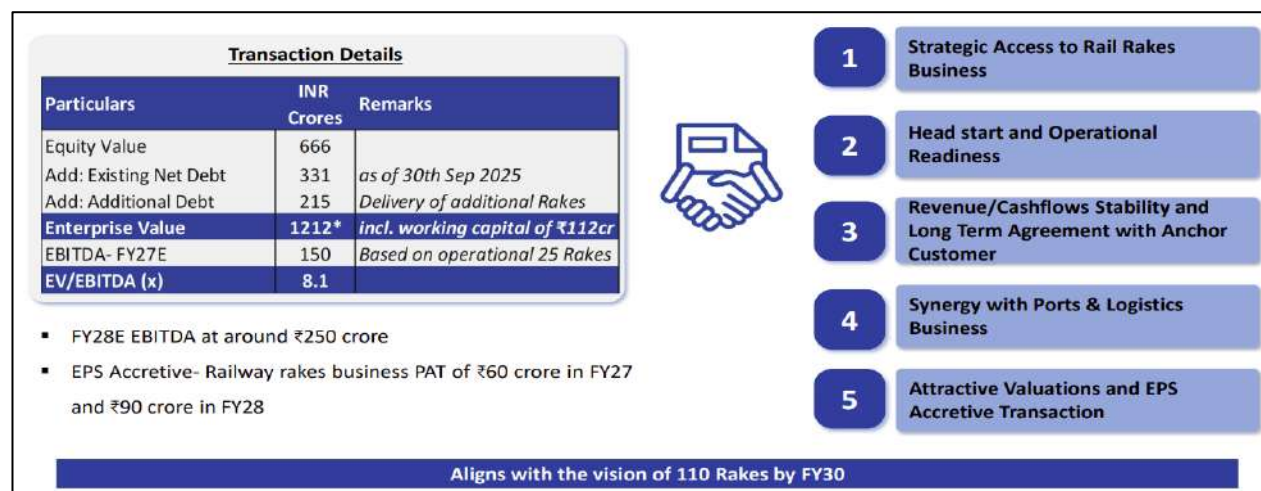 Transaction Details
Particulars INR Crores Remarks
Equity Value 666
Add: Existing Net Debt 331 as of 30th Sep 2025
Add: Additional Debt 215 Delivery of additional Rakes
Enterprise Value 1212* incl. working capital of ₹112cr
EBITDA- FY27E 150 Based on operational 25 Rakes
EV/EBITDA (x) 8.1
▪ FY28E EBITDA at around ₹250 crore
▪ EPS Accretive- Railway rakes business PAT of ₹60 crore in FY27
and ₹90 crore in FY28
1
Strategic Access to Rail Rakes
Business
2
Head start and Operational
Readiness
3
Revenue/Cashflows Stability and
Long Term Agreement with Anchor
Customer
4
Synergy with Ports & Logistics
Business
5
Attractive Valuations and EPS
Accretive Transaction
Aligns with the vision of 110 Rakes by FY30